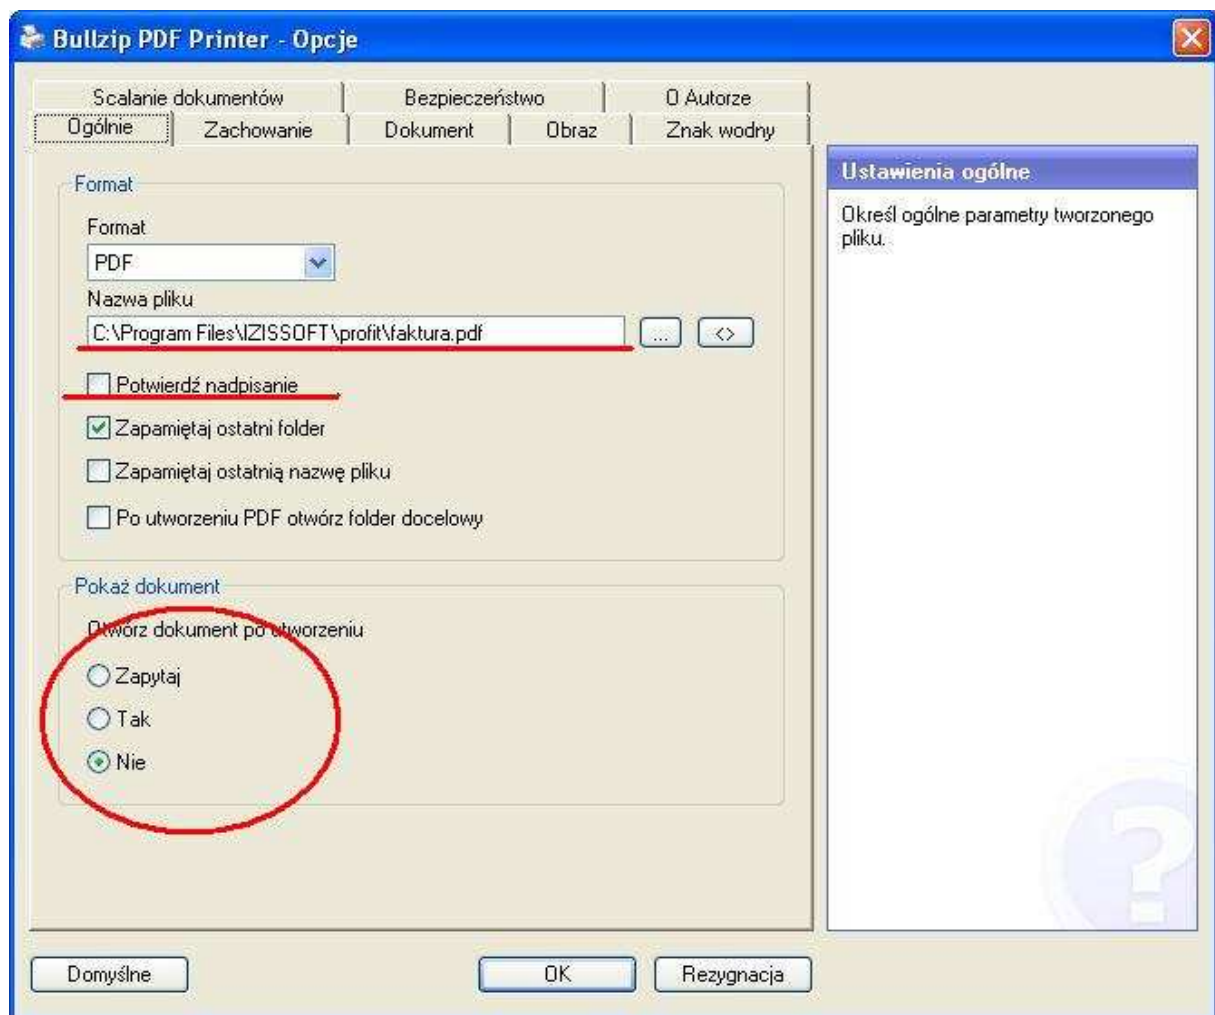 Bullzip PDF Printer - Opcje
Scalanie dokumentów
Bezpieczeństwo
O Autorze
Ogólnie
Zachowanie
Dokument
Obraz
Znak wodny
Format
Format
PDF
Nazwa pliku
C:\Program Files\IZISSOFT\profit\faktura.pdf
...
<>
Potwierdź nadpisanie
Zapamiętaj ostatni folder
Zapamiętaj ostatnią nazwę pliku
Po utworzeniu PDF otwórz folder docelowy
Pokaż dokument
Otwórz dokument po utworzeniu
Zapytaj
Tak
Nie
Ustawienia ogólne
Określ ogólne parametry tworzonego
pliku.
Domyślne
OK
Rezygnacja